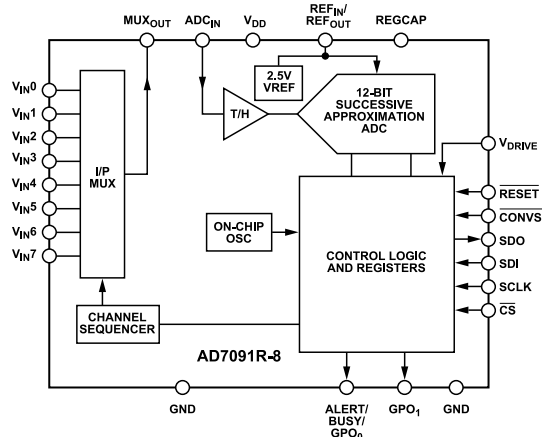 MUXOUT ADCIN VDD REFIN/
REFOUT REGCAP
2.5V
VREF
12-BIT
SUCCESSIVE
APPROXIMATION
ADC
T/H
VIN0
VIN1
VIN2
VIN3
VIN4
VIN5
VIN6
VIN7
I/P
MUX
VDRIVE
RESET
CONVST
SDO
SDI
SCLK
CS
ON-CHIP
OSC
CONTROL LOGIC
AND REGISTERS
CHANNEL
SEQUENCER
AD7091R-8
GND
ALERT/
BUSY/
GPO0
GPO1
GND